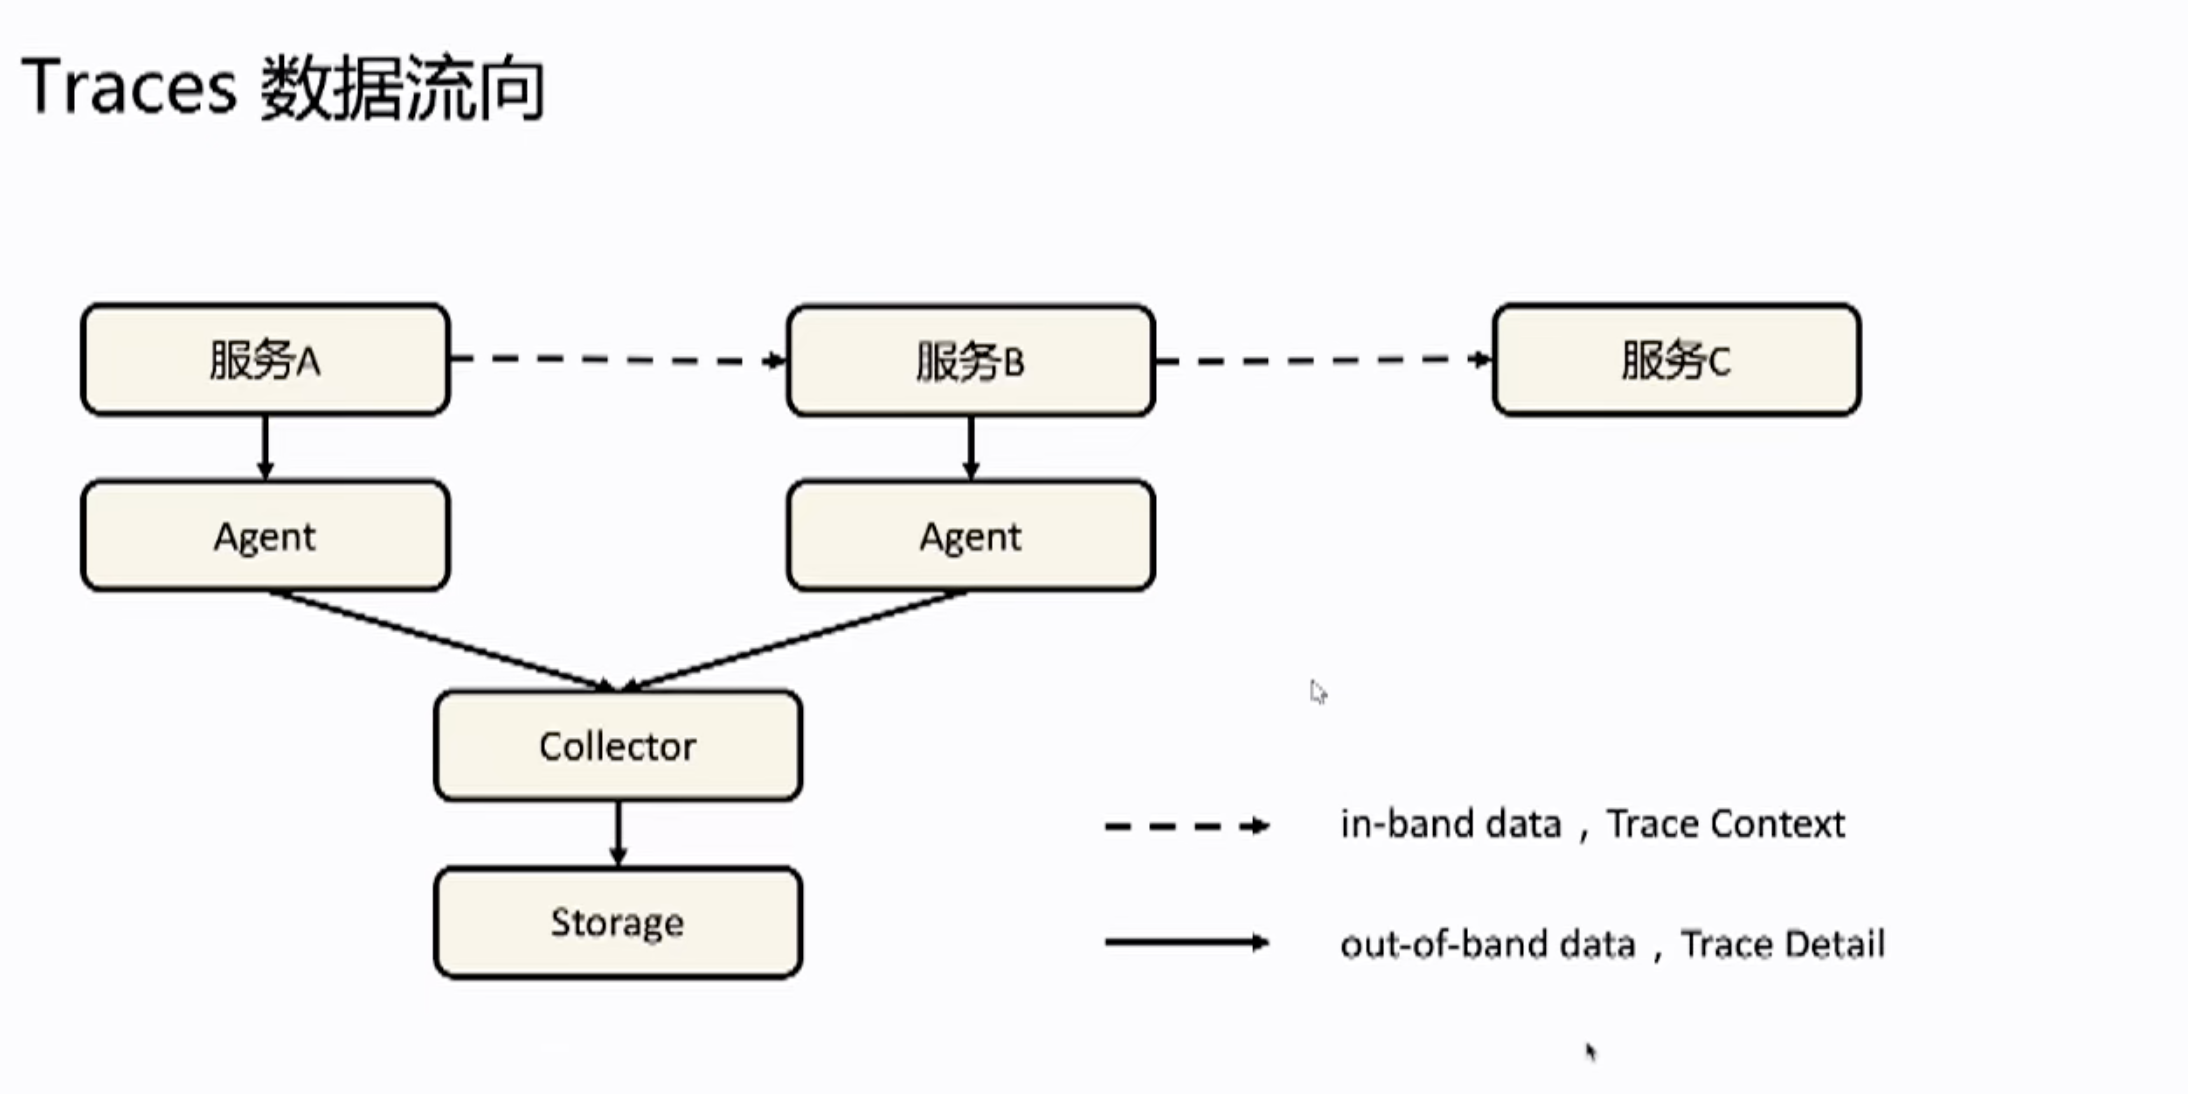 Traces 数据流向
服务A
服务B
服务C
Agent
Agent
Collector
Storage
in-band data，Trace Context
out-of-band data，Trace Detail